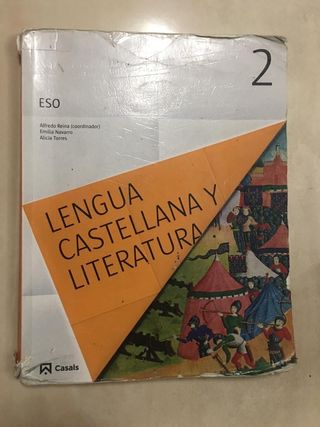 2
ESO
Alfredo Reina (coordinador)
Emilia Navarro
Alicia Torres
LENGUA
CASTELLANA Y
LITERATURA
Casals